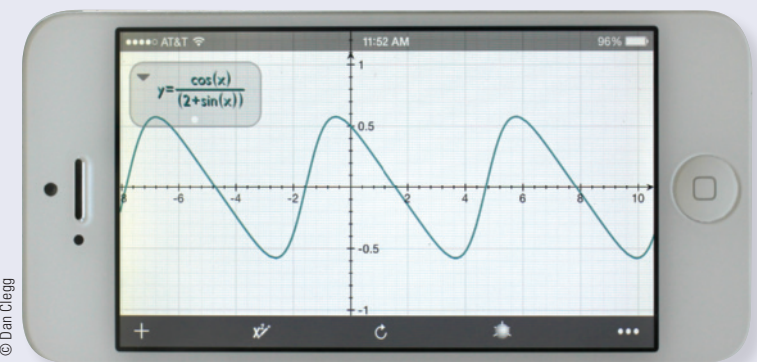 AT&T 11:52 AM 96%
y=cos(x)/(2+sin(x))
1
0.5
-8 -6 -4 -2 2 4 6 8 10
-0.5
-1
© Dan Clegg